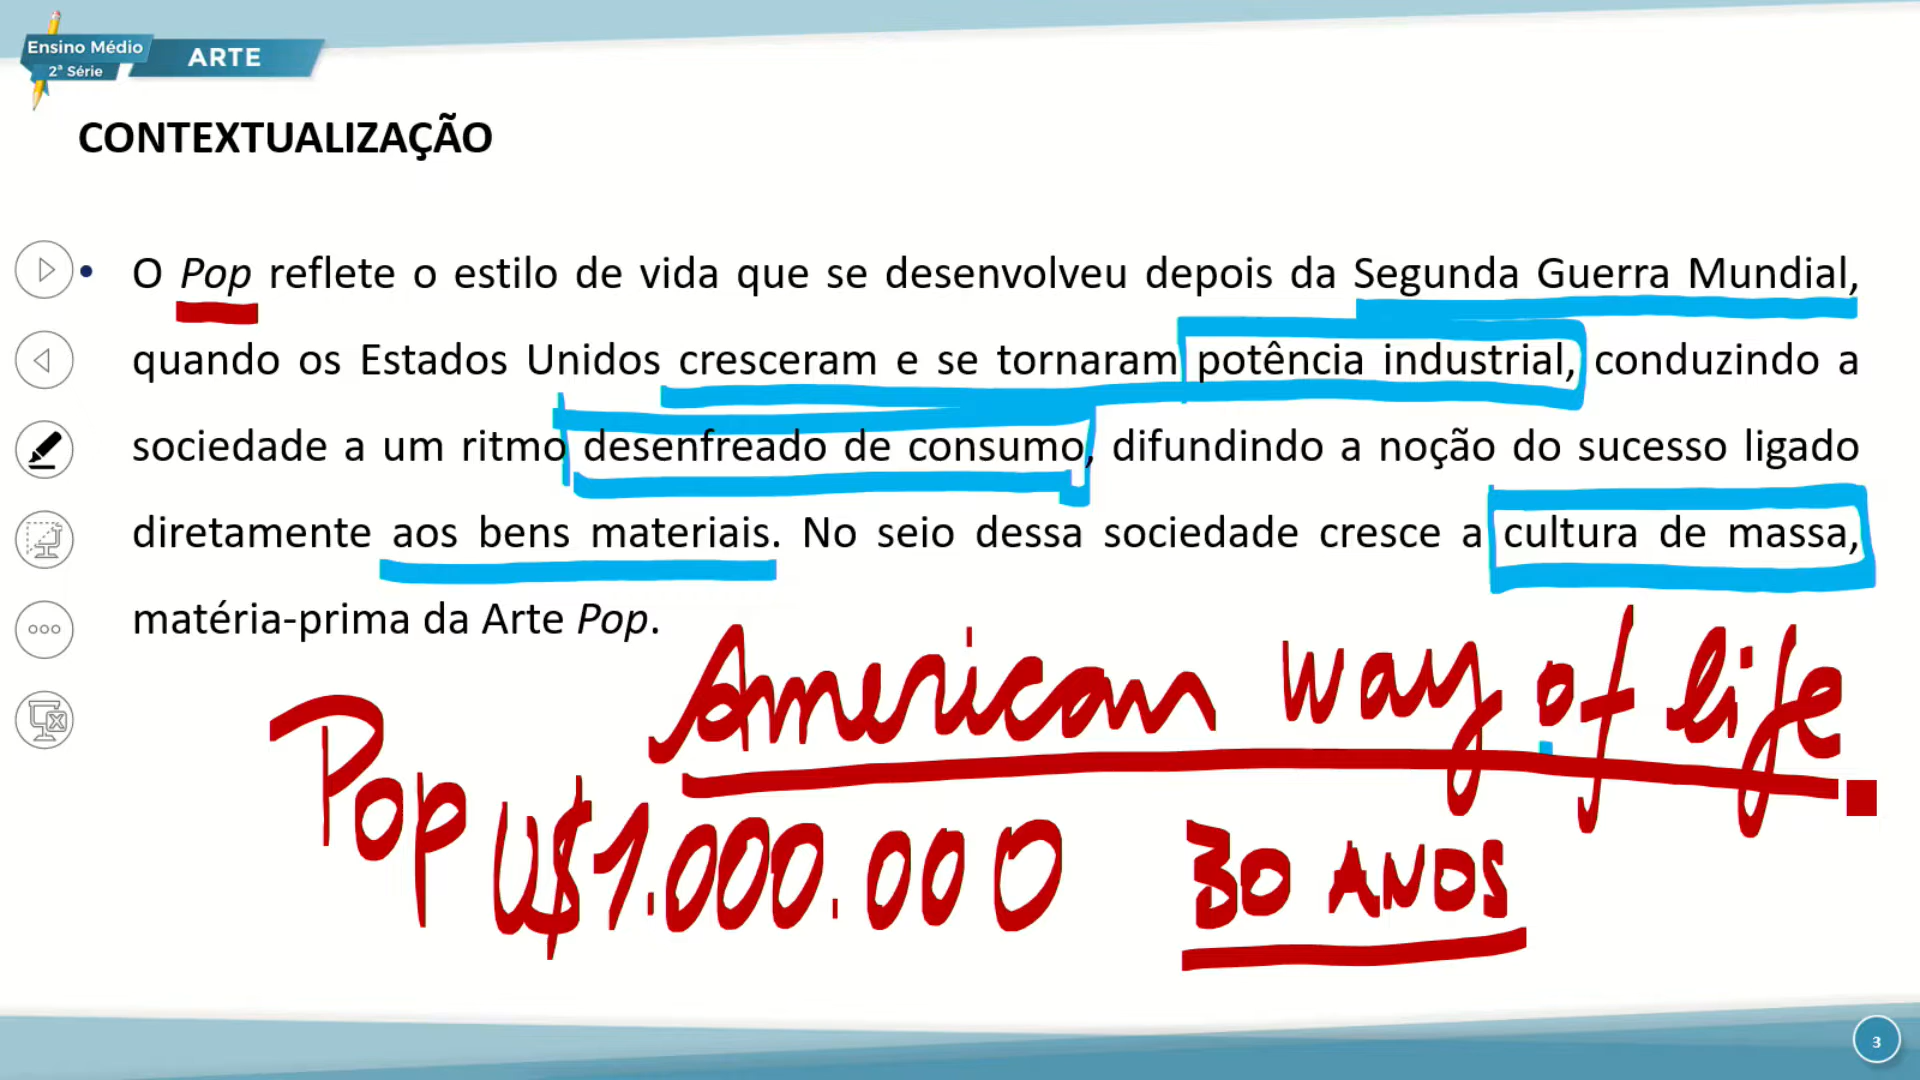 Ensino Médio
2ª Série
ARTE
CONTEXTUALIZAÇÃO
• O Pop reflete o estilo de vida que se desenvolveu depois da Segunda Guerra Mundial,
quando os Estados Unidos cresceram e se tornaram potência industrial, conduzindo a
sociedade a um ritmo desenfreado de consumo, difundindo a noção do sucesso ligado
diretamente aos bens materiais. No seio dessa sociedade cresce a cultura de massa,
matéria-prima da Arte Pop.
American way of life
Pop U$1.000.000 30 ANOS
3